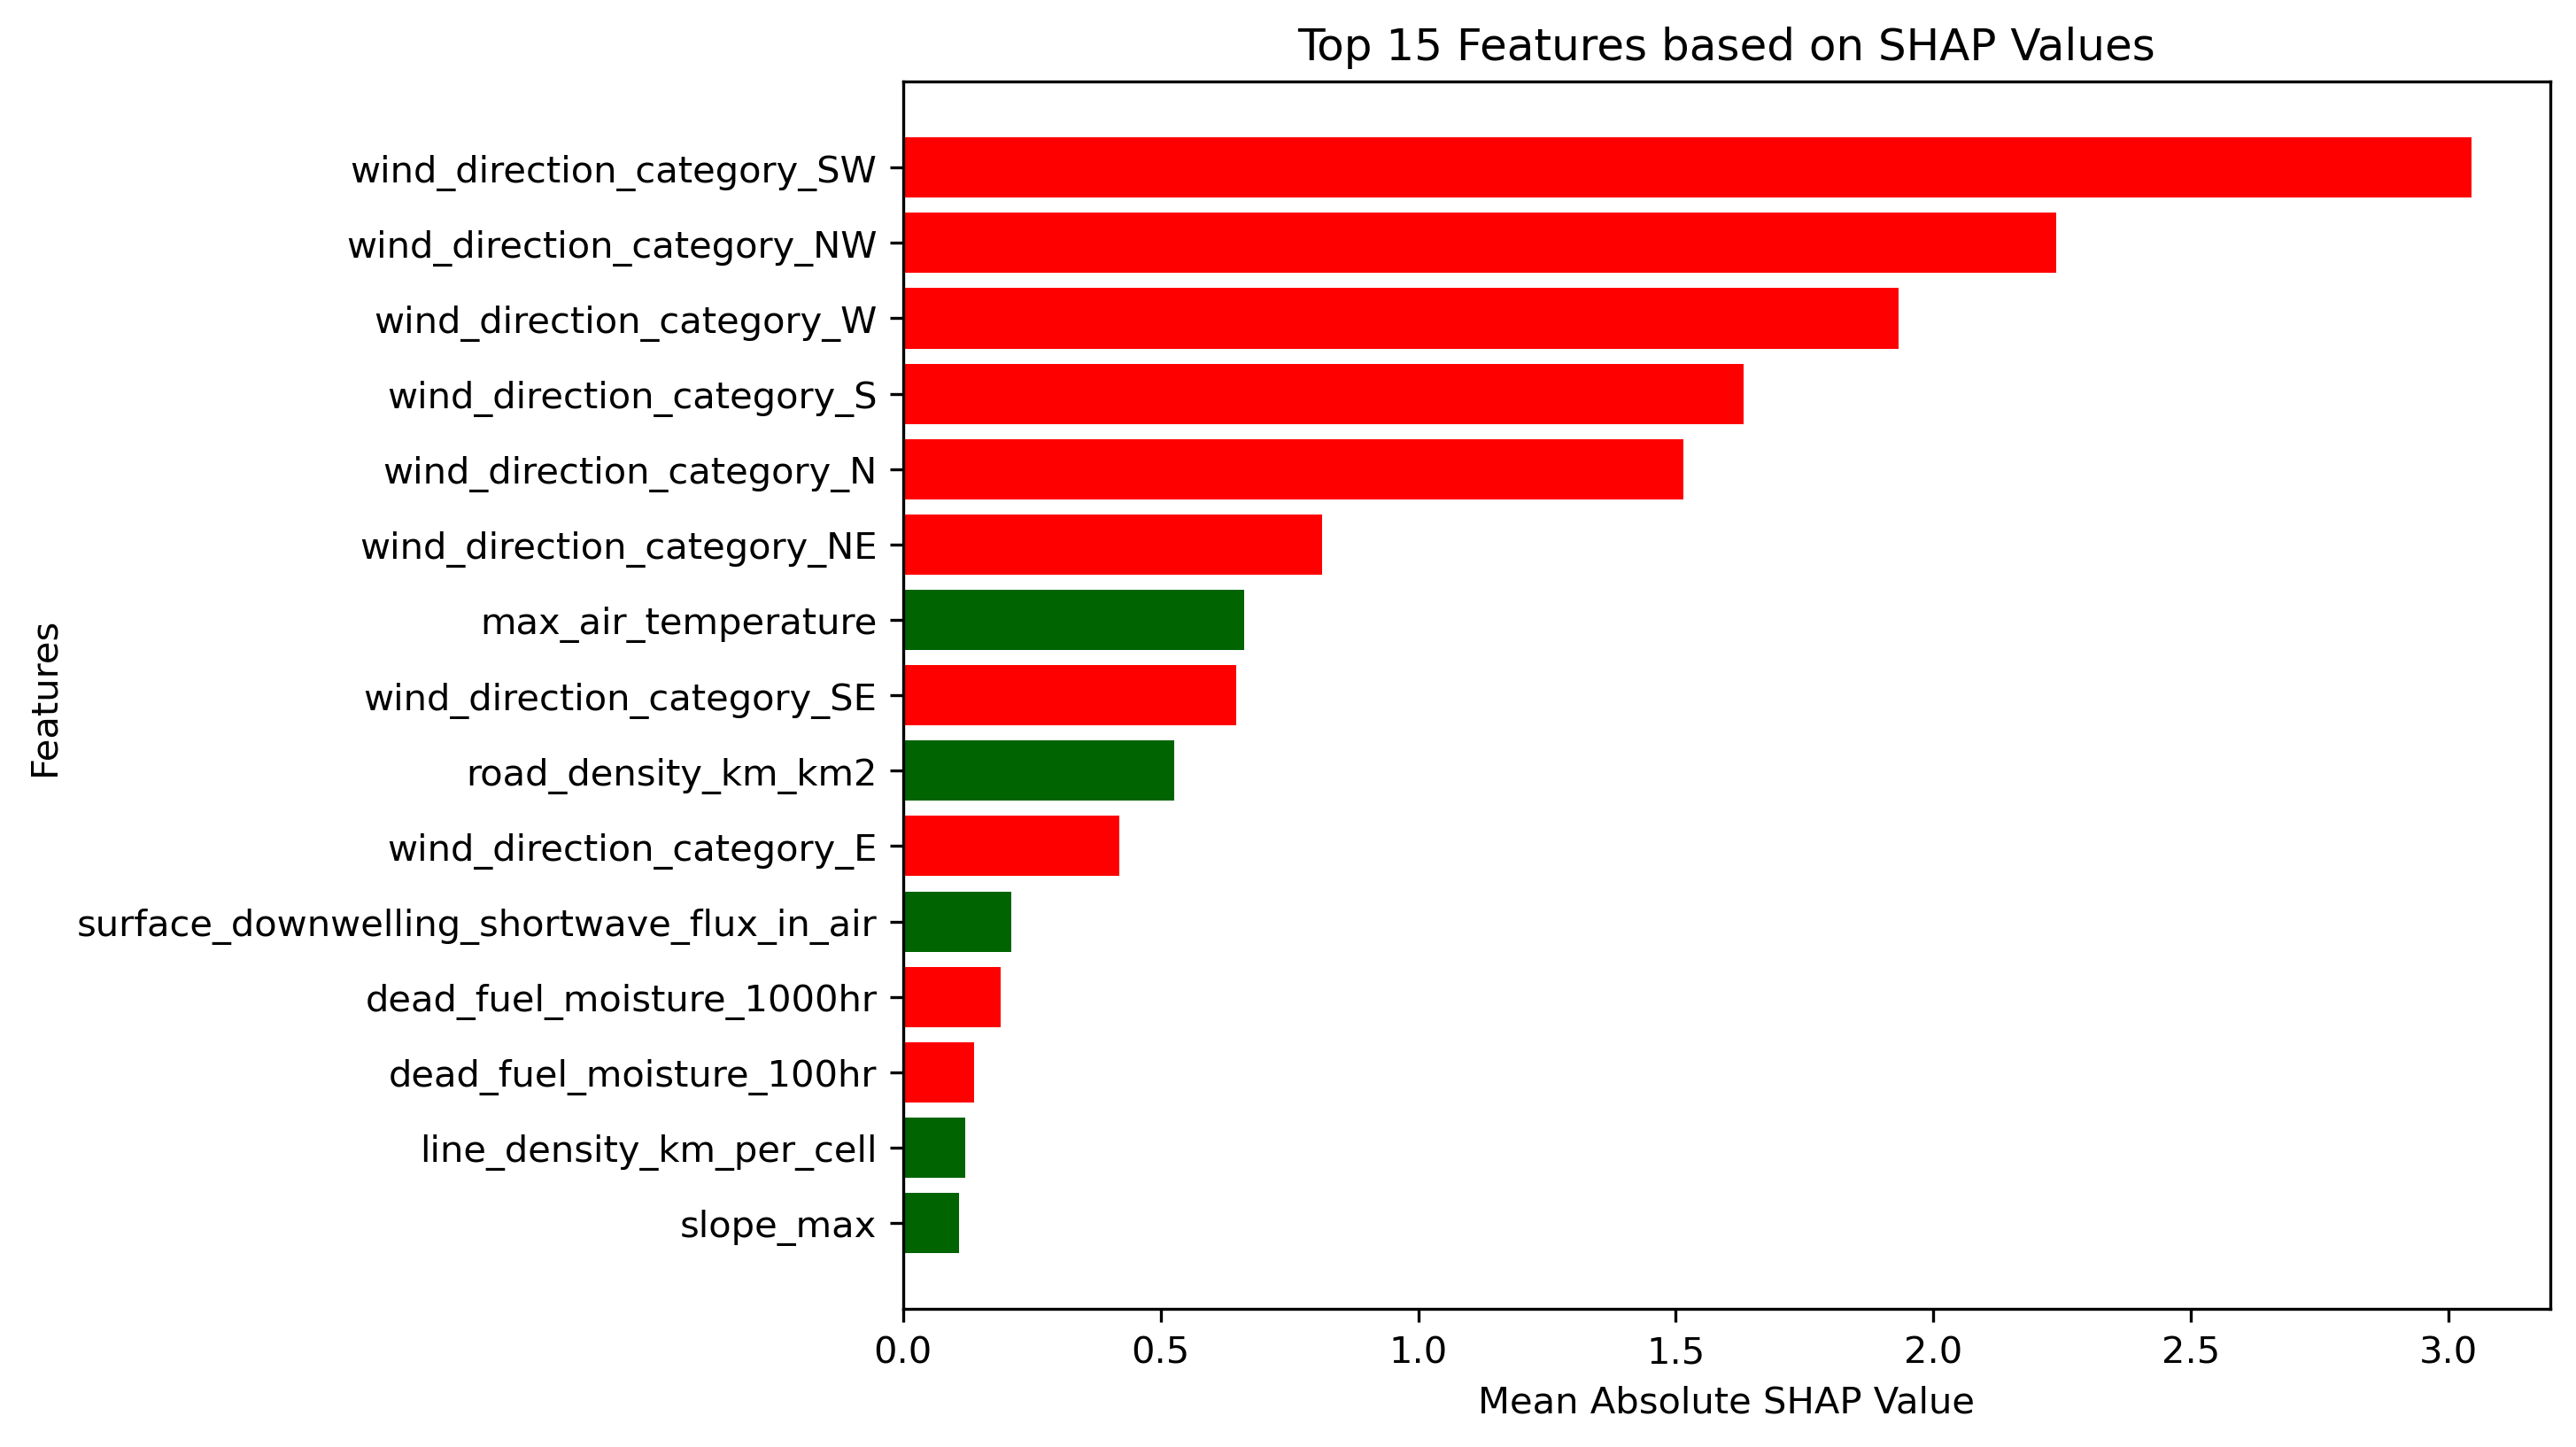 Top 15 Features based on SHAP Values
wind_direction_category_SW
wind_direction_category_NW
wind_direction_category_W
wind_direction_category_S
wind_direction_category_N
wind_direction_category_NE
max_air_temperature
wind_direction_category_SE
road_density_km_km2
wind_direction_category_E
surface_downwelling_shortwave_flux_in_air
dead_fuel_moisture_1000hr
dead_fuel_moisture_100hr
line_density_km_per_cell
slope_max
Features
0.0 0.5 1.0 1.5 2.0 2.5 3.0
Mean Absolute SHAP Value